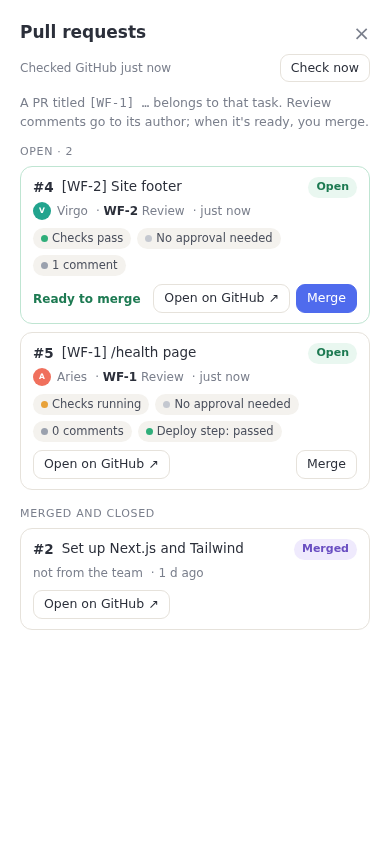 Pull requests ×
Checked GitHub just now Check now
A PR titled [WF-1] … belongs to that task. Review
comments go to its author; when it's ready, you merge.
OPEN · 2
#4 [WF-2] Site footer Open
V Virgo · WF-2 Review · just now
Checks pass No approval needed
1 comment
Ready to merge Open on GitHub ↗ Merge
#5 [WF-1] /health page Open
A Aries · WF-1 Review · just now
Checks running No approval needed
0 comments Deploy step: passed
Open on GitHub ↗ Merge
MERGED AND CLOSED
#2 Set up Next.js and Tailwind Merged
not from the team · 1 d ago
Open on GitHub ↗